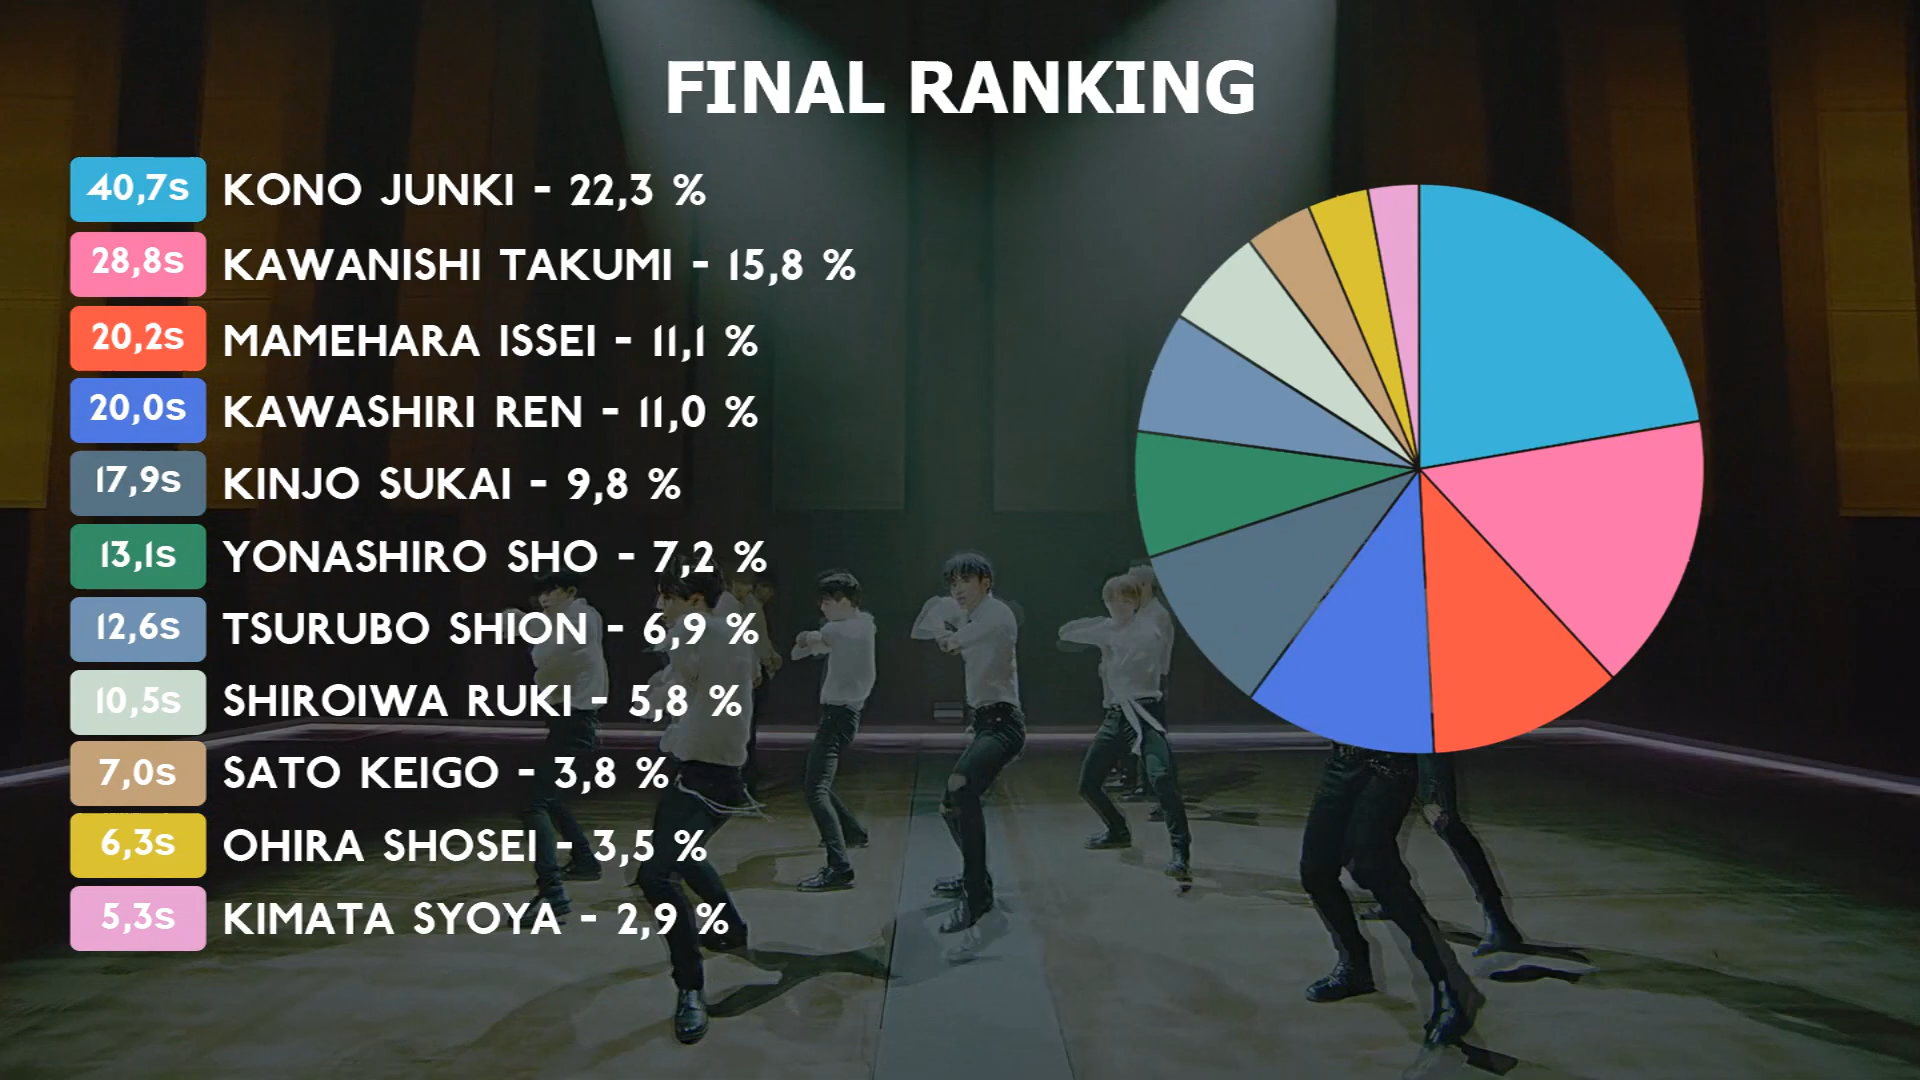 FINAL RANKING
40,7s KONO JUNKI - 22,3 %
28,8s KAWANISHI TAKUMI - 15,8 %
20,2s MAMEHARA ISSEI - 11,1 %
20,0s KAWASHIRI REN - 11,0 %
17,9s KINJO SUKAI - 9,8 %
13,1s YONASHIRO SHO - 7,2 %
12,6s TSURUBO SHION - 6,9 %
10,5s SHIROIWA RUKI - 5,8 %
7,0s SATO KEIGO - 3,8 %
6,3s OHIRA SHOSEI - 3,5 %
5,3s KIMATA SYOYA - 2,9 %